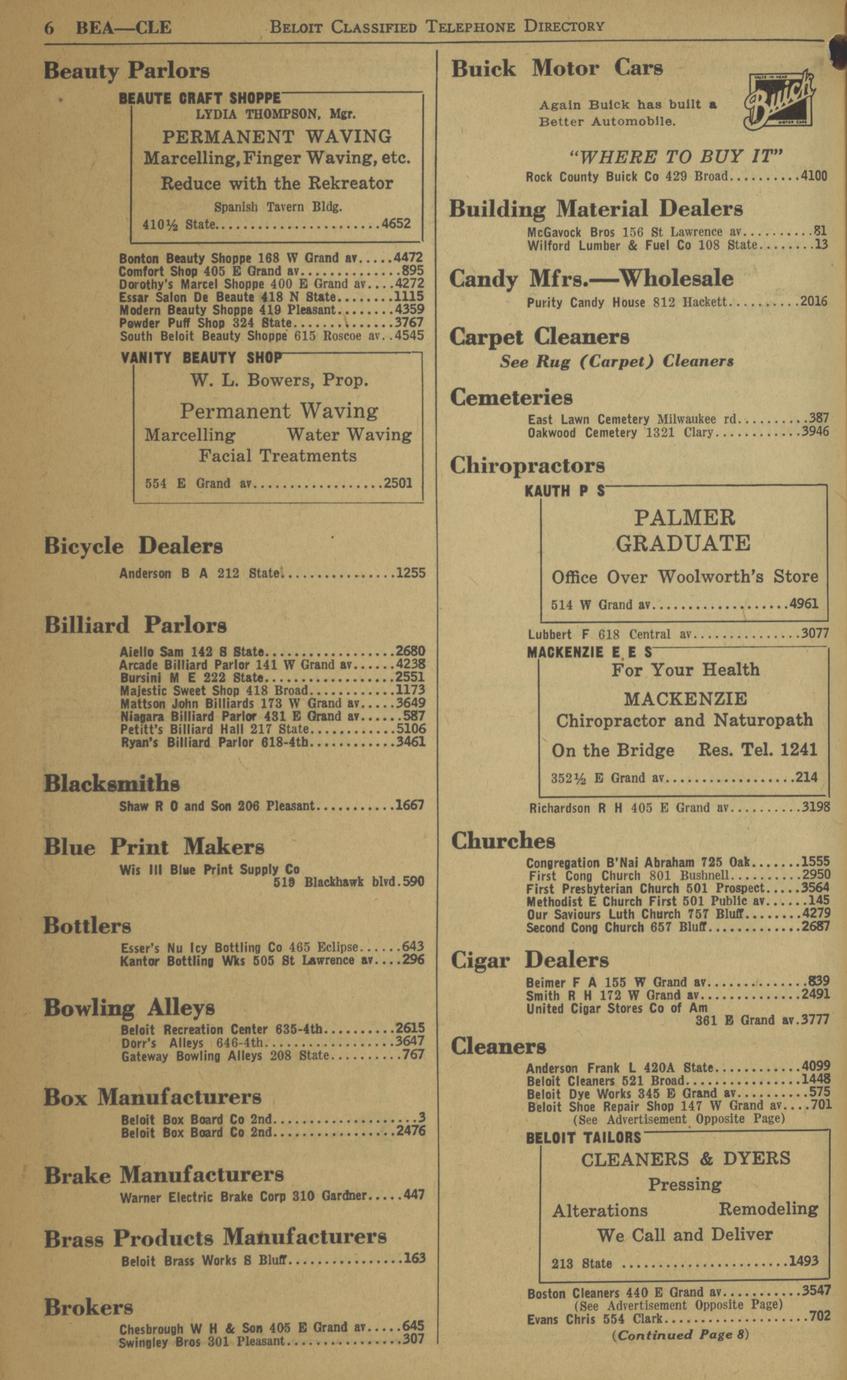 6 BEA—CLE BELOIT CLASSIFIED TELEPHONE DIRECTORY
Beauty Parlors
BEAUTE CRAFT SHOPPE
LYDIA THOMPSON, Mgr.
PERMANENT WAVING
Marcelling, Finger Waving, etc.
Reduce with the Rekreator
Spanish Tavern Bldg.
410½ State.......................4652
Bonton Beauty Shoppe 168 W Grand av.....4472
Comfort Shop 405 E Grand av.............895
Dorothy's Marcel Shoppe 400 E Grand av....4272
Essar Salon De Beaute 418 N State........1115
Modern Beauty Shoppe 419 Pleasant........4359
Powder Puff Shop 324 State..............3767
South Beloit Beauty Shoppe 615 Roscoe av..4545
VANITY BEAUTY SHOP
W. L. Bowers, Prop.
Permanent Waving
Marcelling Water Waving
Facial Treatments
554 E Grand av..................2501
Bicycle Dealers
Anderson B A 212 State................1255
Billiard Parlors
Aiello Sam 142 S State..................2680
Arcade Billiard Parlor 141 W Grand av......4238
Bursini M E 222 State..................2551
Majestic Sweet Shop 418 Broad............1173
Mattson John Billiards 173 W Grand av.....3649
Niagara Billiard Parlor 431 E Grand av......587
Petitt's Billiard Hall 217 State............5106
Ryan's Billiard Parlor 618-4th............3461
Blacksmiths
Shaw R O and Son 206 Pleasant...........1667
Blue Print Makers
Wis Ill Blue Print Supply Co
519 Blackhawk blvd.590
Bottlers
Esser's Nu Icy Bottling Co 465 Eclipse......643
Kantor Bottling Wks 505 St Lawrence av....296
Bowling Alleys
Beloit Recreation Center 635-4th..........2615
Dorr's Alleys 646-4th..................3647
Gateway Bowling Alleys 208 State..........767
Box Manufacturers
Beloit Box Board Co 2nd....................3
Beloit Box Board Co 2nd.................2476
Brake Manufacturers
Warner Electric Brake Corp 310 Gardner.....447
Brass Products Manufacturers
Beloit Brass Works S Bluff................163
Brokers
Chesbrough W H & Son 405 E Grand av.....645
Swingley Bros 301 Pleasant................307
Buick Motor Cars
Again Buick has built a
Better Automobile.
Buick
MOTOR CARS
"WHERE TO BUY IT"
Rock County Buick Co 429 Broad..........4100
Building Material Dealers
McGavock Bros 156 St Lawrence av..........81
Wilford Lumber & Fuel Co 108 State........13
Candy Mfrs.—Wholesale
Purity Candy House 812 Hackett..........2016
Carpet Cleaners
See Rug (Carpet) Cleaners
Cemeteries
East Lawn Cemetery Milwaukee rd..........387
Oakwood Cemetery 1321 Clary............3946
Chiropractors
KAUTH P S
PALMER
GRADUATE
Office Over Woolworth's Store
514 W Grand av...................4961
Lubbert F 618 Central av...............3077
MACKENZIE E E S
For Your Health
MACKENZIE
Chiropractor and Naturopath
On the Bridge Res. Tel. 1241
352½ E Grand av..................214
Richardson R H 405 E Grand av..........3198
Churches
Congregation B'Nai Abraham 725 Oak.......1555
First Cong Church 801 Bushnell..........2950
First Presbyterian Church 501 Prospect.....3564
Methodist E Church First 501 Public av......145
Our Saviours Luth Church 757 Bluff........4279
Second Cong Church 657 Bluff.............2687
Cigar Dealers
Beimer F A 155 W Grand av..............839
Smith R H 172 W Grand av..............2491
United Cigar Stores Co of Am
361 E Grand av.3777
Cleaners
Anderson Frank L 420A State............4099
Beloit Cleaners 521 Broad................1448
Beloit Dye Works 345 E Grand av..........575
Beloit Shoe Repair Shop 147 W Grand av....701
(See Advertisement Opposite Page)
BELOIT TAILORS
CLEANERS & DYERS
Pressing
Alterations Remodeling
We Call and Deliver
213 State .......................1493
Boston Cleaners 440 E Grand av...........3547
(See Advertisement Opposite Page)
Evans Chris 554 Clark....................702
(Continued Page 8)